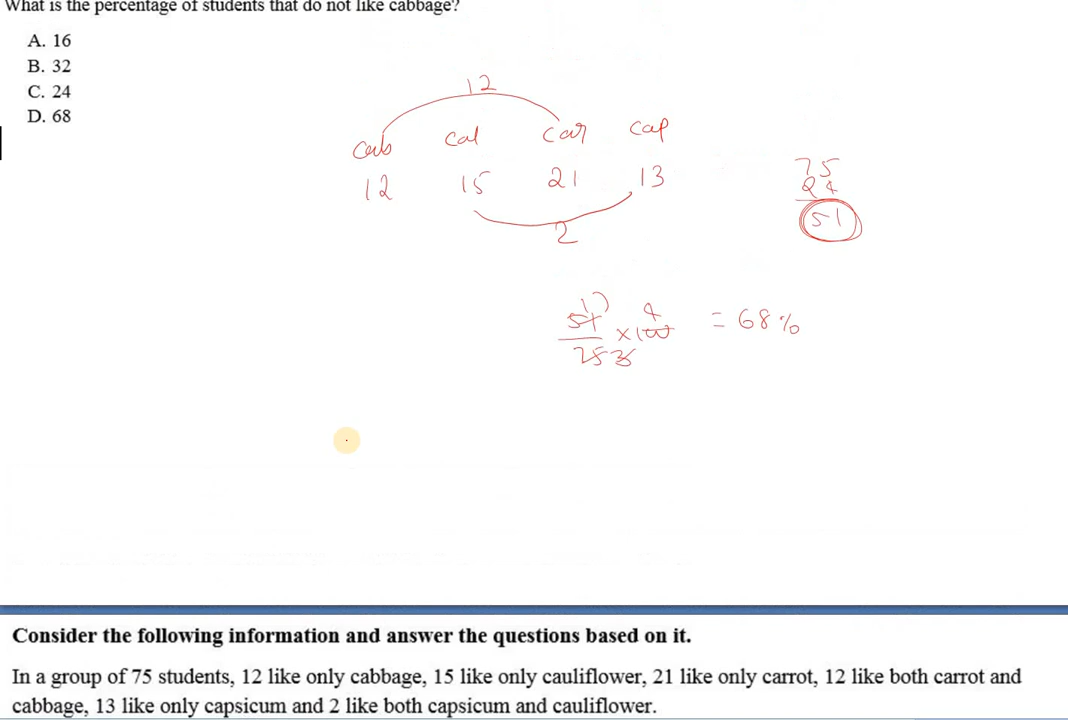 What is the percentage of students that do not like cabbage?
A. 16
B. 32
C. 24
D. 68
12
cab cal car cap
12 15 21 13
2
75
24
51
17 4
51 × 100 = 68%
75 25
Consider the following information and answer the questions based on it.
In a group of 75 students, 12 like only cabbage, 15 like only cauliflower, 21 like only carrot, 12 like both carrot and
cabbage, 13 like only capsicum and 2 like both capsicum and cauliflower.